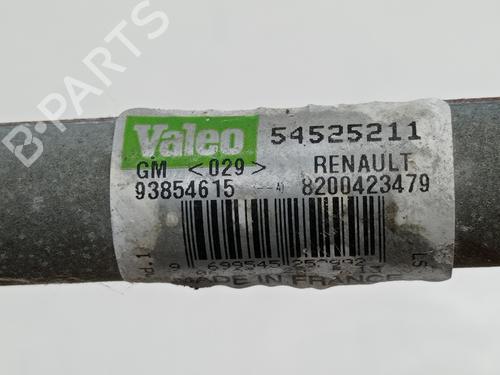 B-PARTS
Valeo 54525211
GM <029> RENAULT
93854615 8200423479
MADE IN FRANCE